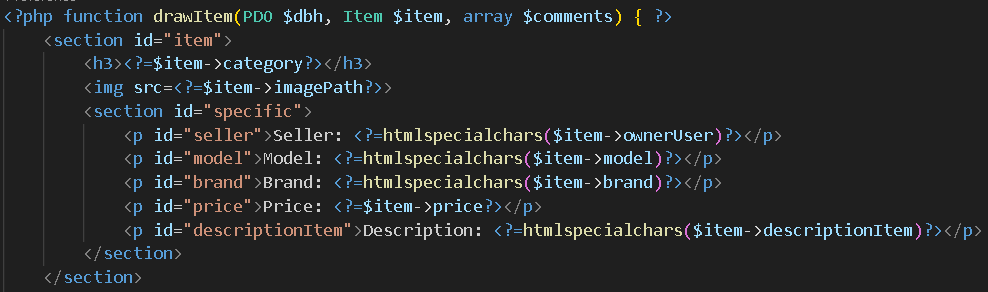 <?php function drawItem(PDO $dbh, Item $item, array $comments) { ?>
    <section id="item">
        <h3><?=$item->category?></h3>
        <img src=<?=$item->imagePath?>>
        <section id="specific">
            <p id="seller">Seller: <?=htmlspecialchars($item->ownerUser)?></p>
            <p id="model">Model: <?=htmlspecialchars($item->model)?></p>
            <p id="brand">Brand: <?=htmlspecialchars($item->brand)?></p>
            <p id="price">Price: <?=$item->price?></p>
            <p id="descriptionItem">Description: <?=htmlspecialchars($item->descriptionItem)?></p>
        </section>
    </section>